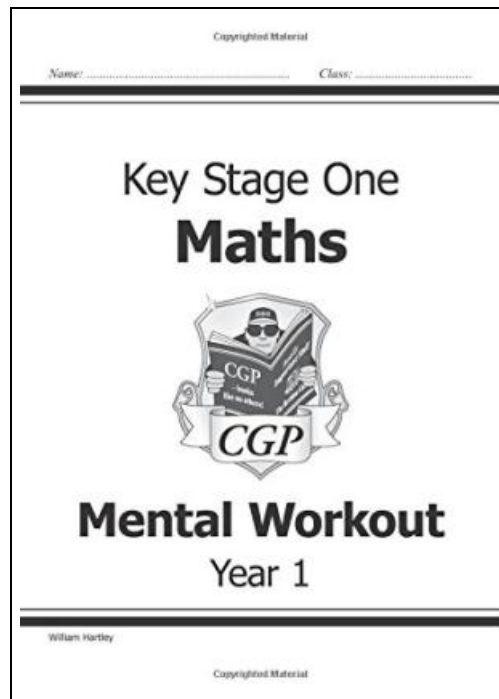 Copyrighted Material
Name: ................................................................ Class: ....................................
Key Stage One
Maths
CGP
CGP
Mental Workout
Year 1
William Hartley
Copyrighted Material